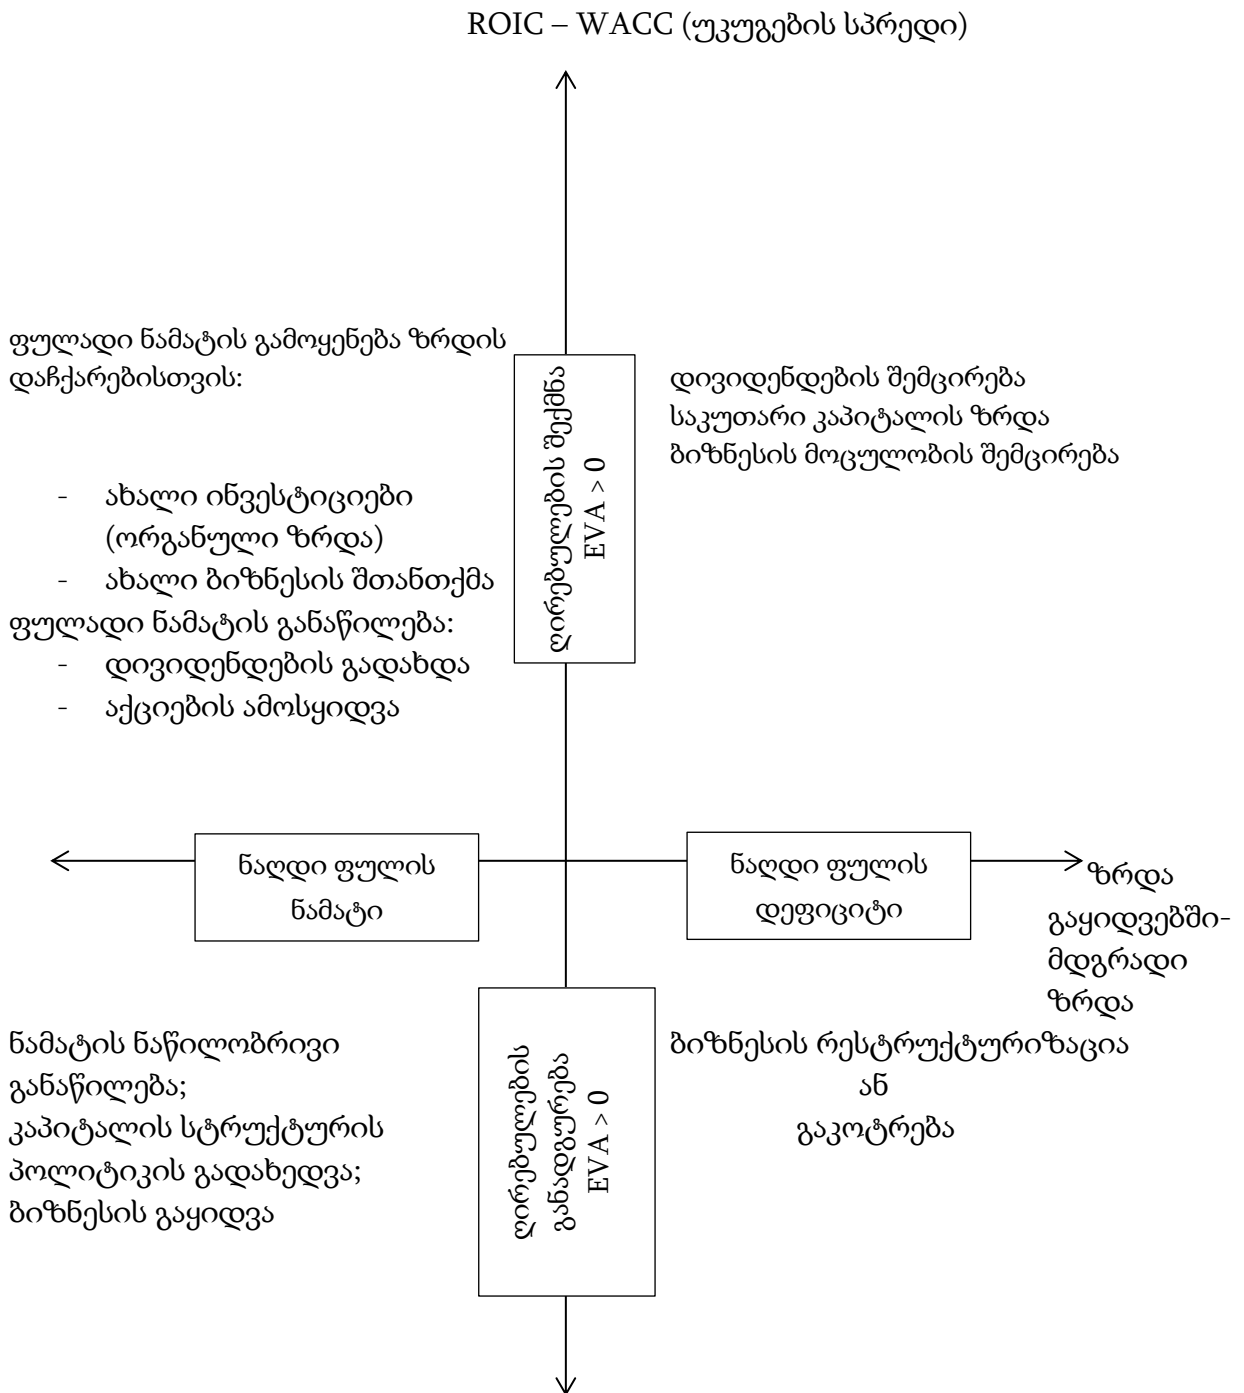 ROIC – WACC (უკუგების სპრედი)
ფულადი ნამატის გამოყენება ზრდის
დაჩქარებისთვის:
- ახალი ინვესტიციები
(ორგანული ზრდა)
- ახალი ბიზნესის შთანთქმა
ფულადი ნამატის განაწილება:
- დივიდენდების გადახდა
- აქციების ამოსყიდვა
ღირებულების შექმნა
EVA > 0
დივიდენდების შემცირება
საკუთარი კაპიტალის ზრდა
ბიზნესის მოცულობის შემცირება
ნაღდი ფულის
ნამატი
ნაღდი ფულის
დეფიციტი
ზრდა
გაყიდვებში-
მდგრადი
ზრდა
ნამატის ნაწილობრივი
განაწილება;
კაპიტალის სტრუქტურის
პოლიტიკის გადახედვა;
ბიზნესის გაყიდვა
ღირებულების
განადგურება
EVA > 0
ბიზნესის რესტრუქტურიზაცია
ან
გაკოტრება